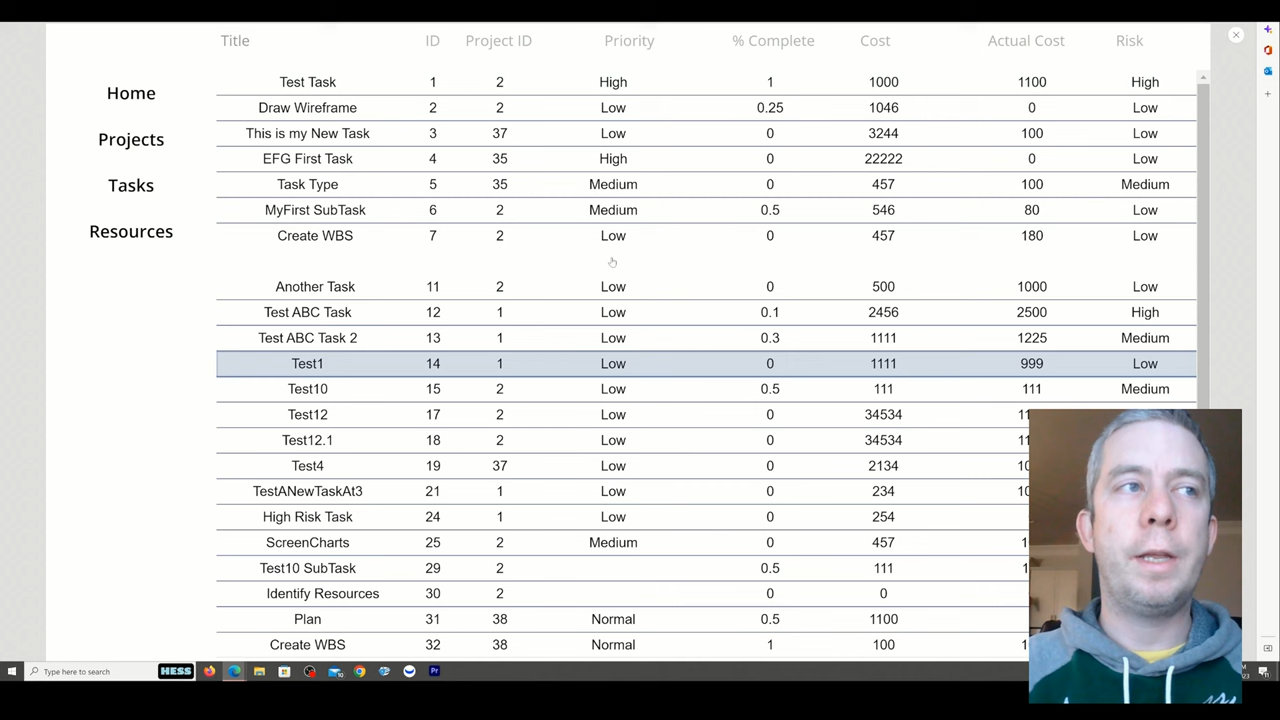 Title ID Project ID Priority % Complete Cost Actual Cost Risk
Home
Projects
Tasks
Resources
Test Task 1 2 High 1 1000 1100 High
Draw Wireframe 2 2 Low 0.25 1046 0 Low
This is my New Task 3 37 Low 0 3244 100 Low
EFG First Task 4 35 High 0 22222 0 Low
Task Type 5 35 Medium 0 457 100 Medium
MyFirst SubTask 6 2 Medium 0.5 546 80 Low
Create WBS 7 2 Low 0 457 180 Low
Another Task 11 2 Low 0 500 1000 Low
Test ABC Task 12 1 Low 0.1 2456 2500 High
Test ABC Task 2 13 1 Low 0.3 1111 1225 Medium
Test1 14 1 Low 0 1111 999 Low
Test10 15 2 Low 0.5 111 111 Medium
Test12 17 2 Low 0 34534
Test12.1 18 2 Low 0 34534
Test4 19 37 Low 0 2134
TestANewTaskAt3 21 1 Low 0 234
High Risk Task 24 1 Low 0 254
ScreenCharts 25 2 Medium 0 457
Test10 SubTask 29 2 0.5 111
Identify Resources 30 2 0 0
Plan 31 38 Normal 0.5 1100
Create WBS 32 38 Normal 1 100
Type here to search HESS